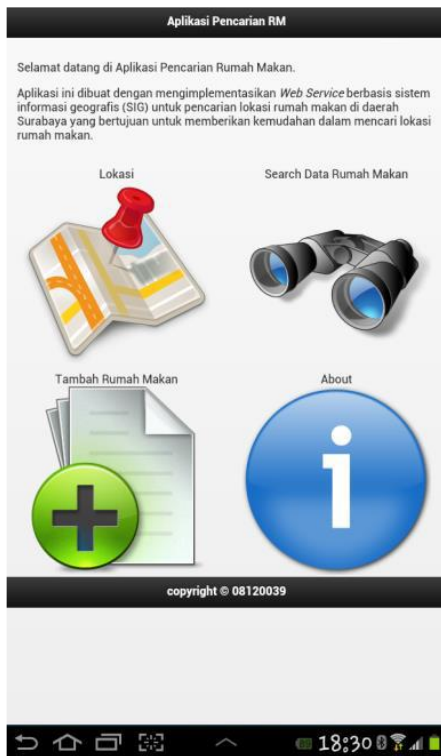 Aplikasi Pencarian RM
Selamat datang di Aplikasi Pencarian Rumah Makan.
Aplikasi ini dibuat dengan mengimplementasikan Web Service berbasis sistem
informasi geografis (SIG) untuk pencarian lokasi rumah makan di daerah
Surabaya yang bertujuan untuk memberikan kemudahan dalam mencari lokasi
rumah makan.
Lokasi
Search Data Rumah Makan
Tambah Rumah Makan
About
copyright © 08120039
18:30